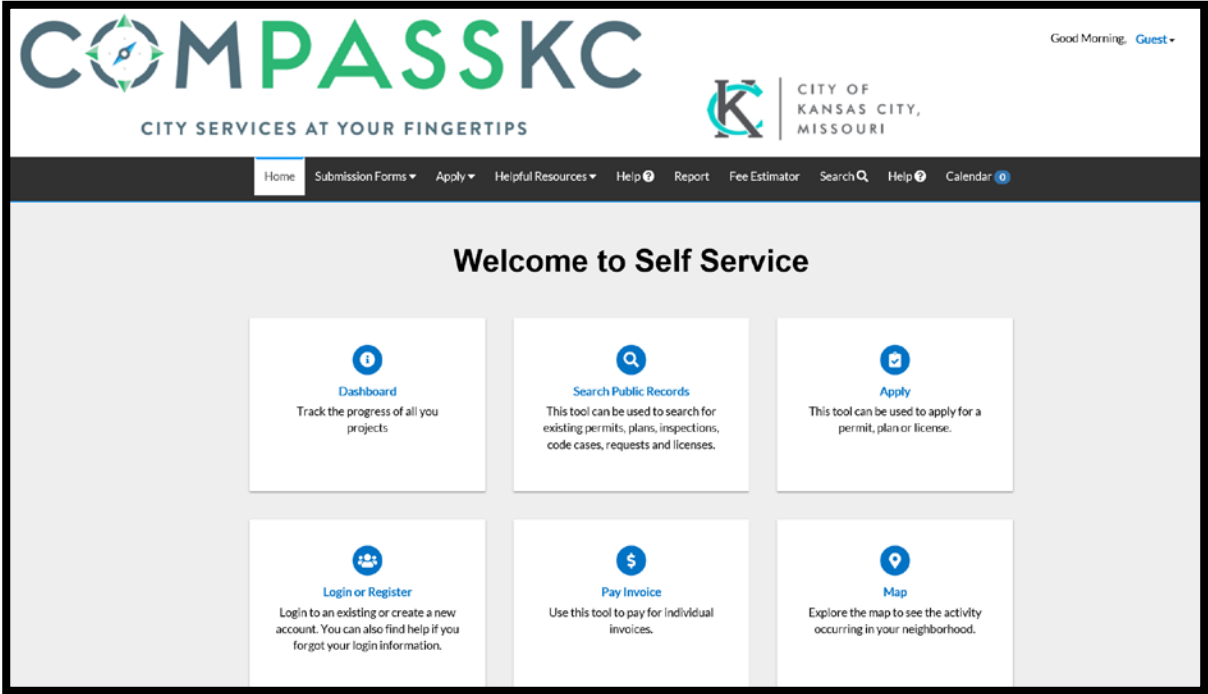 COMPASSKC
CITY SERVICES AT YOUR FINGERTIPS
KC
CITY OF
KANSAS CITY,
MISSOURI
Good Morning, Guest
Home Submission Forms Apply Helpful Resources Help ? Report Fee Estimator Search Help ? Calendar 0
Welcome to Self Service
Dashboard
Track the progress of all you
projects
Search Public Records
This tool can be used to search for
existing permits, plans, inspections,
code cases, requests and licenses.
Apply
This tool can be used to apply for a
permit, plan or license.
Login or Register
Login to an existing or create a new
account. You can also find help if you
forgot your login information.
$
Pay Invoice
Use this tool to pay for individual
invoices.
Map
Explore the map to see the activity
occurring in your neighborhood.